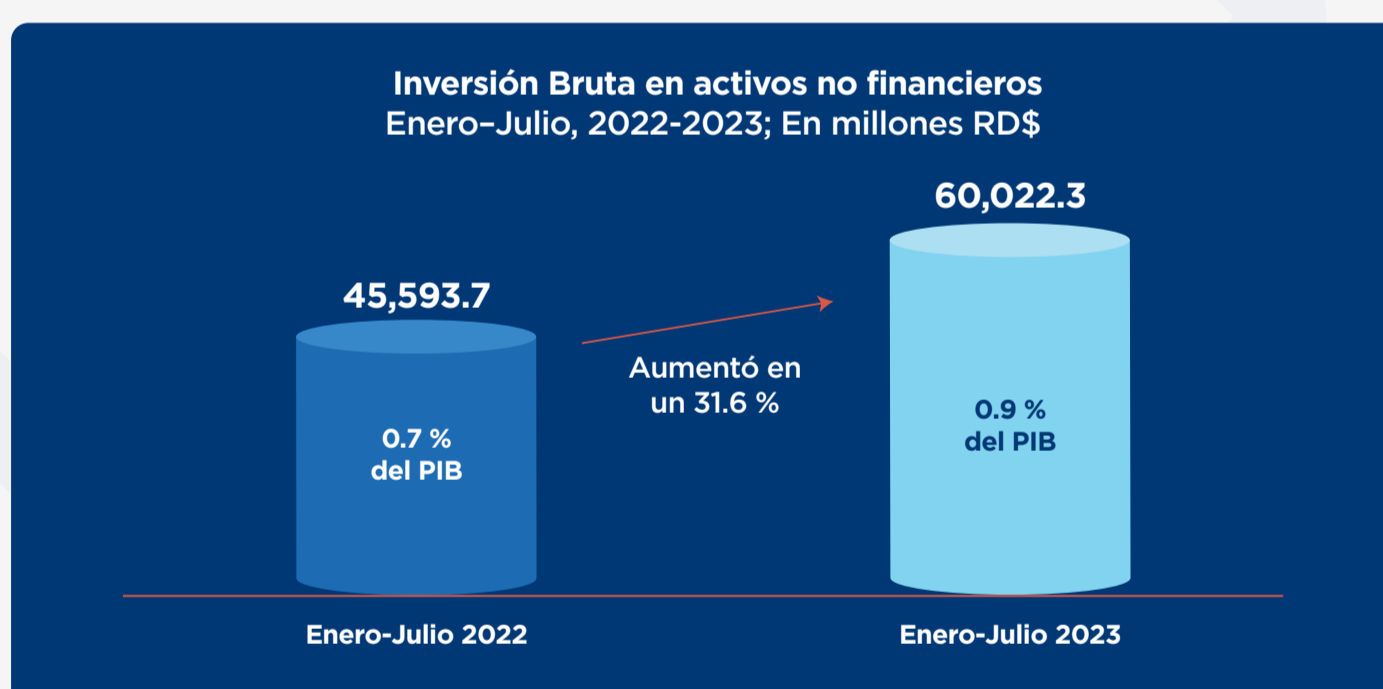 Inversión Bruta en activos no financieros
Enero–Julio, 2022-2023; En millones RD$
60,022.3
45,593.7
Aumentó en
un 31.6 %
0.9 %
del PIB
0.7 %
del PIB
Enero-Julio 2022
Enero-Julio 2023